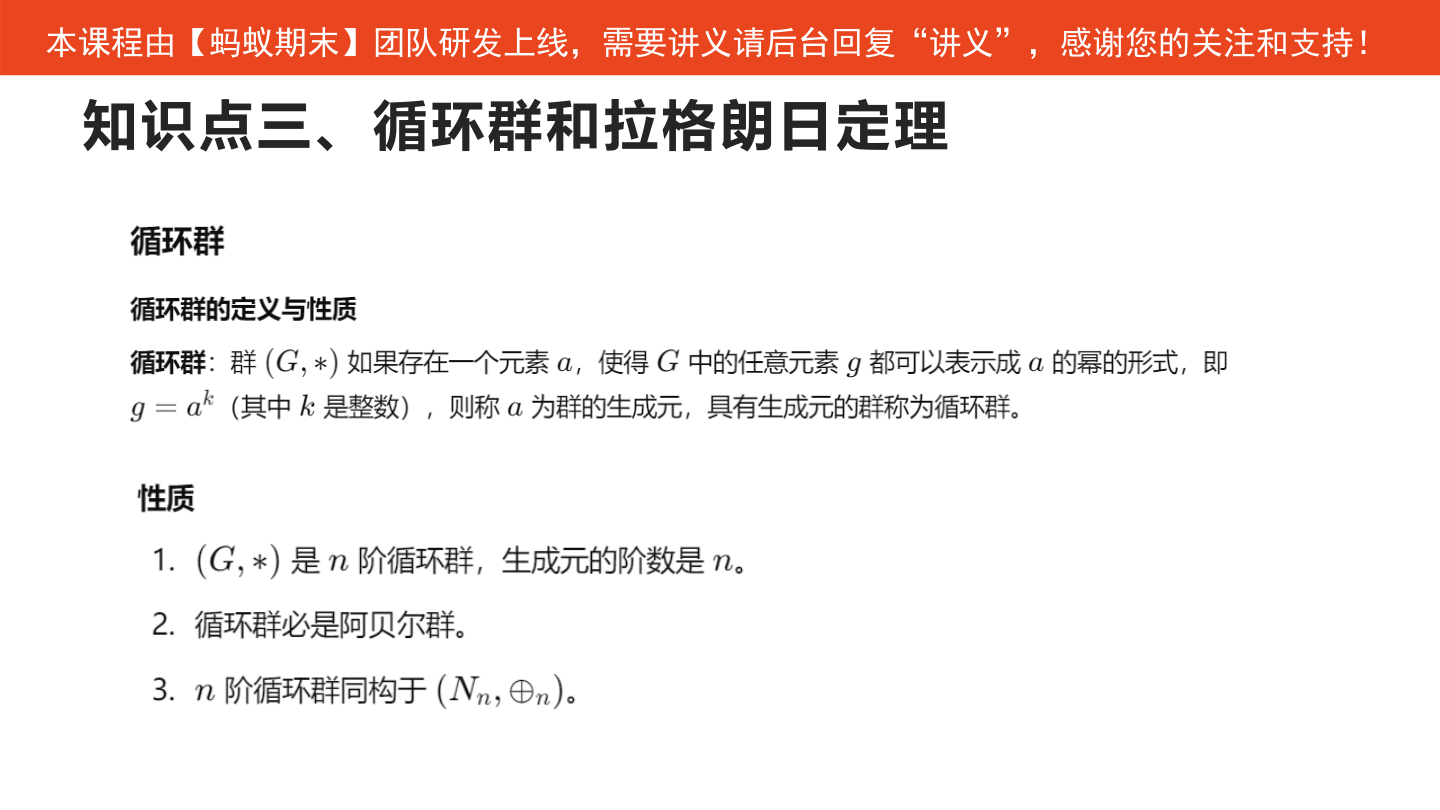 本课程由【蚂蚁期末】团队研发上线，需要讲义请后台回复“讲义”，感谢您的关注和支持！
知识点三、循环群和拉格朗日定理
循环群
循环群的定义与性质
循环群：群 (G, ∗) 如果存在一个元素 a，使得 G 中的任意元素 g 都可以表示成 a 的幂的形式，即
g = a^k（其中 k 是整数），则称 a 为群的生成元，具有生成元的群称为循环群。
性质
1. (G, ∗) 是 n 阶循环群，生成元的阶数是 n。
2. 循环群必是阿贝尔群。
3. n 阶循环群同构于 (N_n, ⊕_n)。